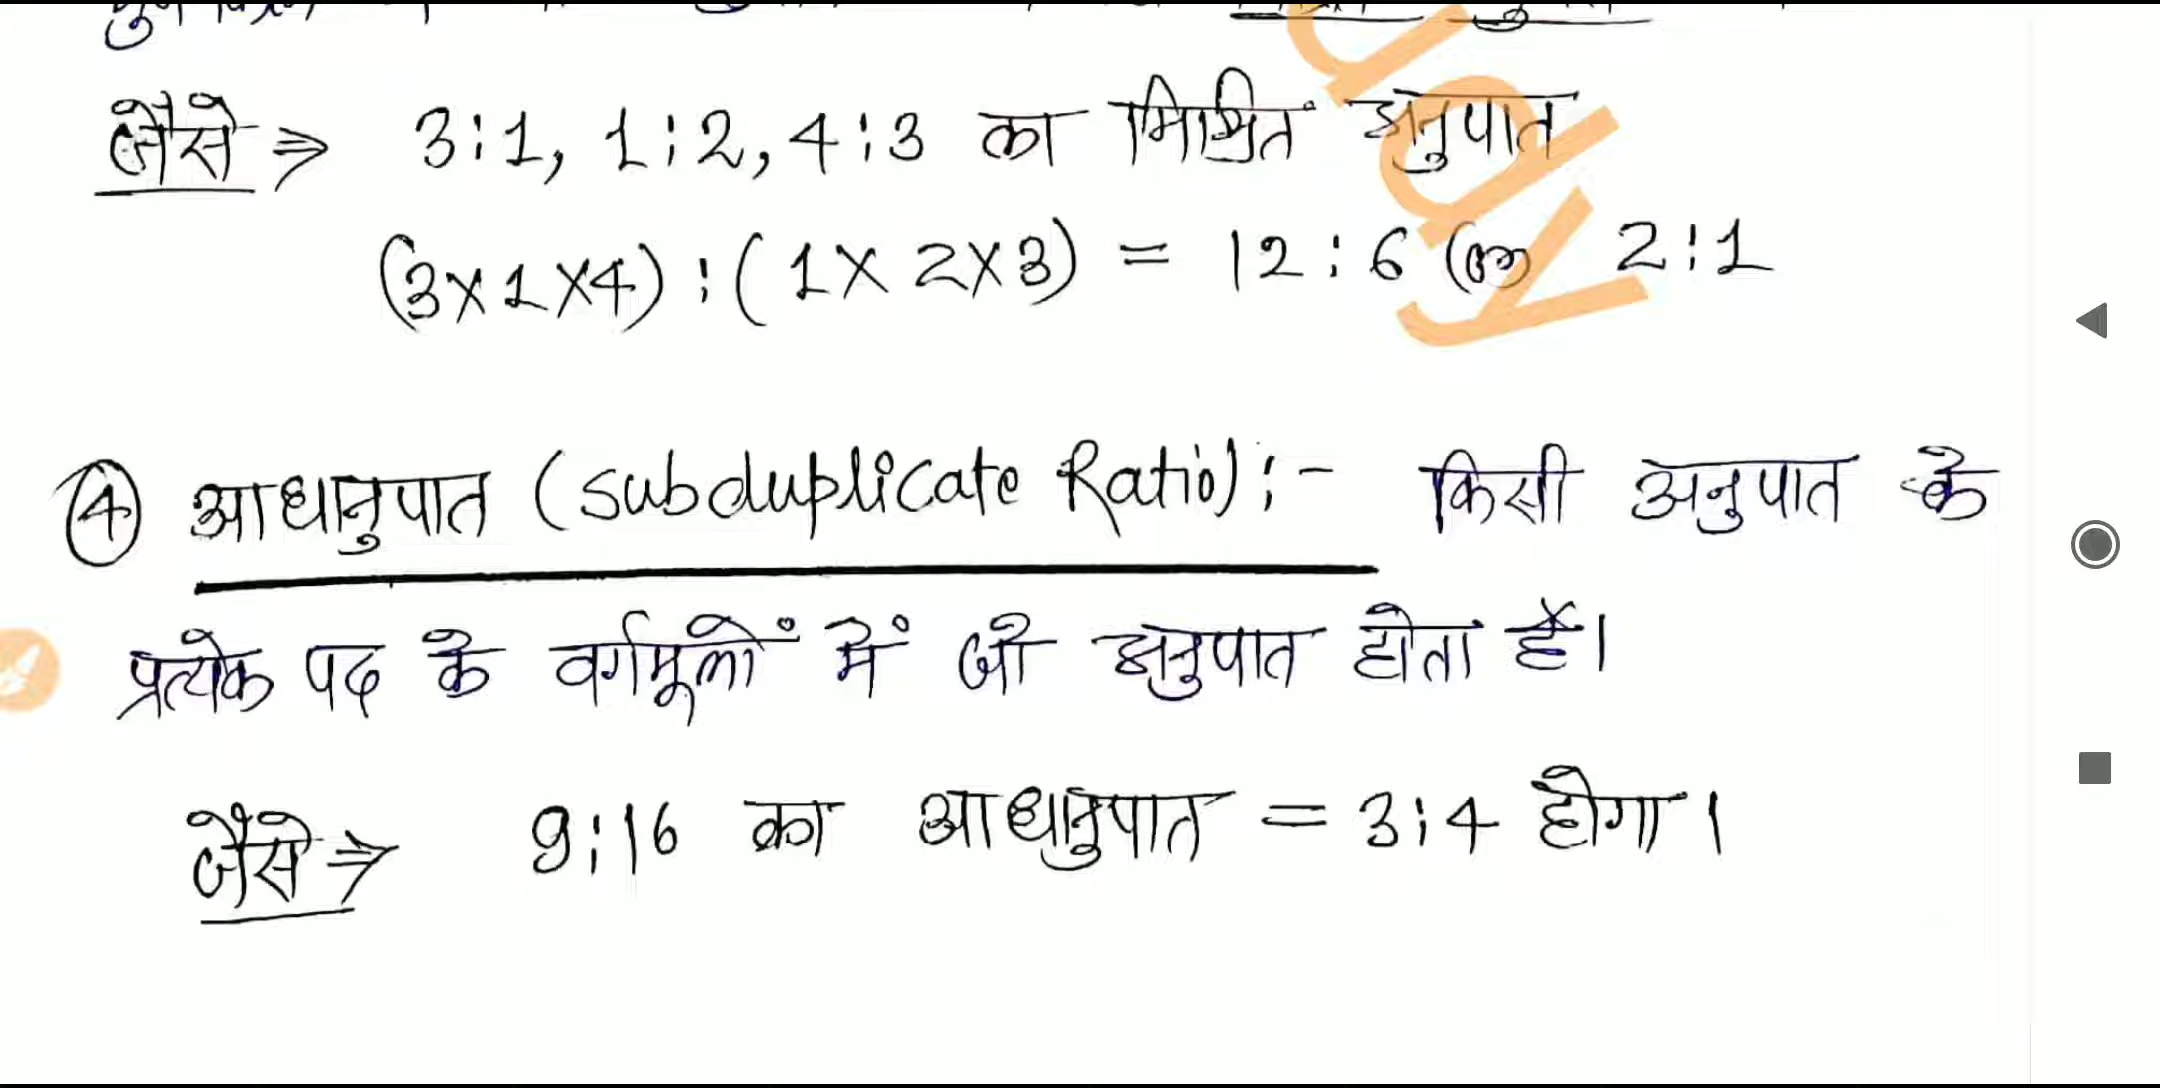 जैसे ⇒ 3:1, 1:2, 4:3 का मिश्रित अनुपात
(3×1×4) : (1×2×3) = 12:6 or 2:1
④ आधानुपात (Subduplicate Ratio) :- किसी अनुपात के
प्रत्येक पद के वर्गमूलों में जो अनुपात होता है।
जैसे ⇒ 9:16 का आधानुपात = 3:4 होगा।